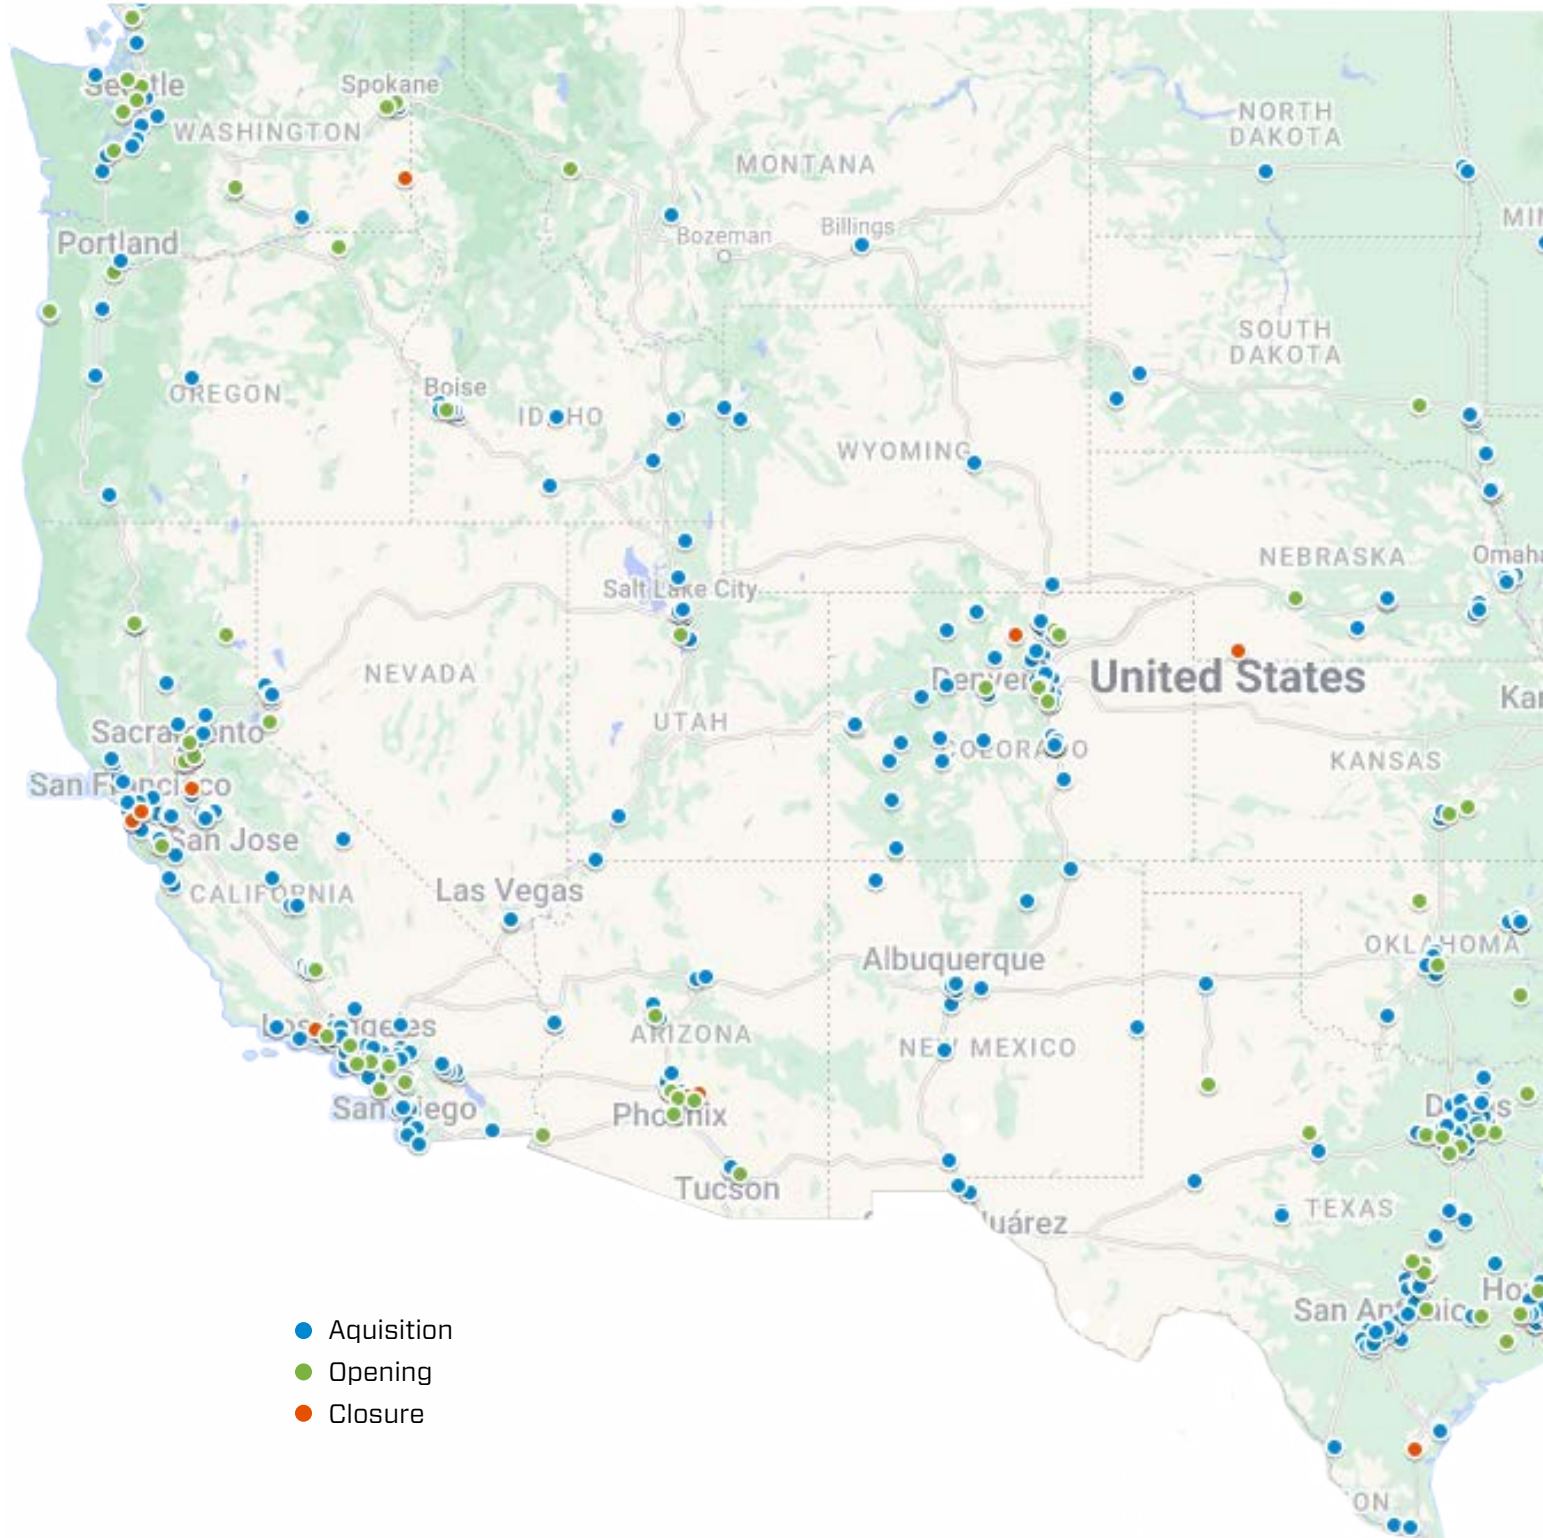 Seattle
Spokane
WASHINGTON
NORTH
DAKOTA
MONTANA
Portland
Bozeman
Billings
SOUTH
DAKOTA
OREGON
Boise
IDAHO
WYOMING
NEBRASKA
Omaha
Salt Lake City
NEVADA
Denver
United States
UTAH
Sacramento
COLORADO
KANSAS
San Francisco
San Jose
CALIFORNIA
Las Vegas
OKLAHOMA
Albuquerque
Los Angeles
ARIZONA
NEW MEXICO
San Diego
Phoenix
Dallas
Tucson
TEXAS
Juárez
San Antonio
Aquisition
Opening
Closure